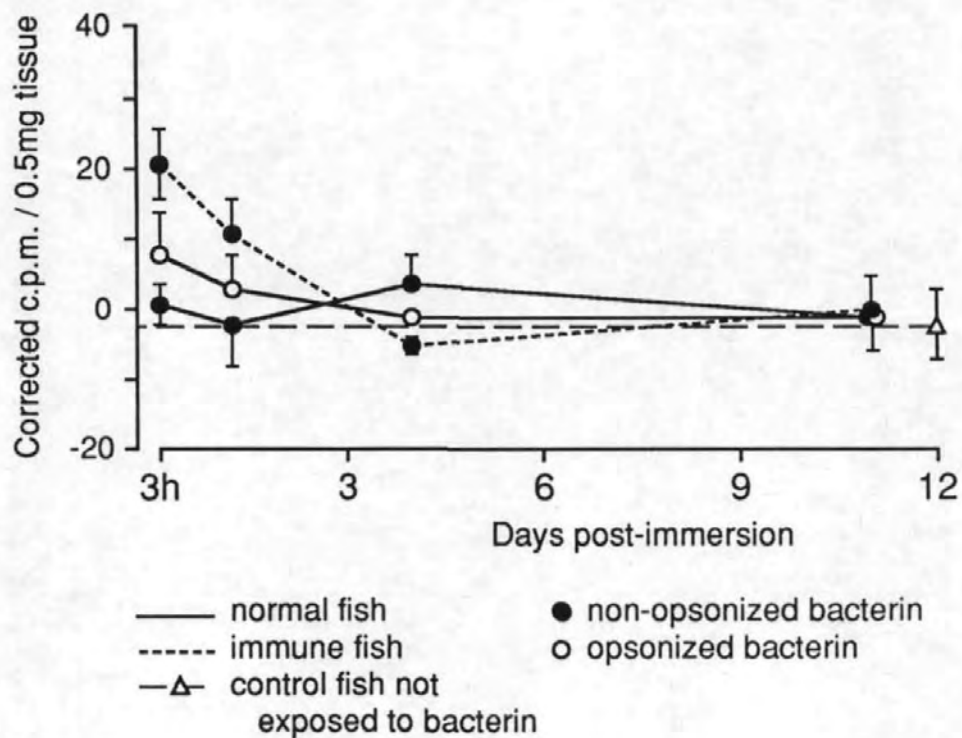 Corrected c.p.m. / 0.5mg tissue
40
20
0
-20
3h 3 6 9 12
Days post-immersion
normal fish
immune fish
control fish not
exposed to bacterin
non-opsonized bacterin
opsonized bacterin